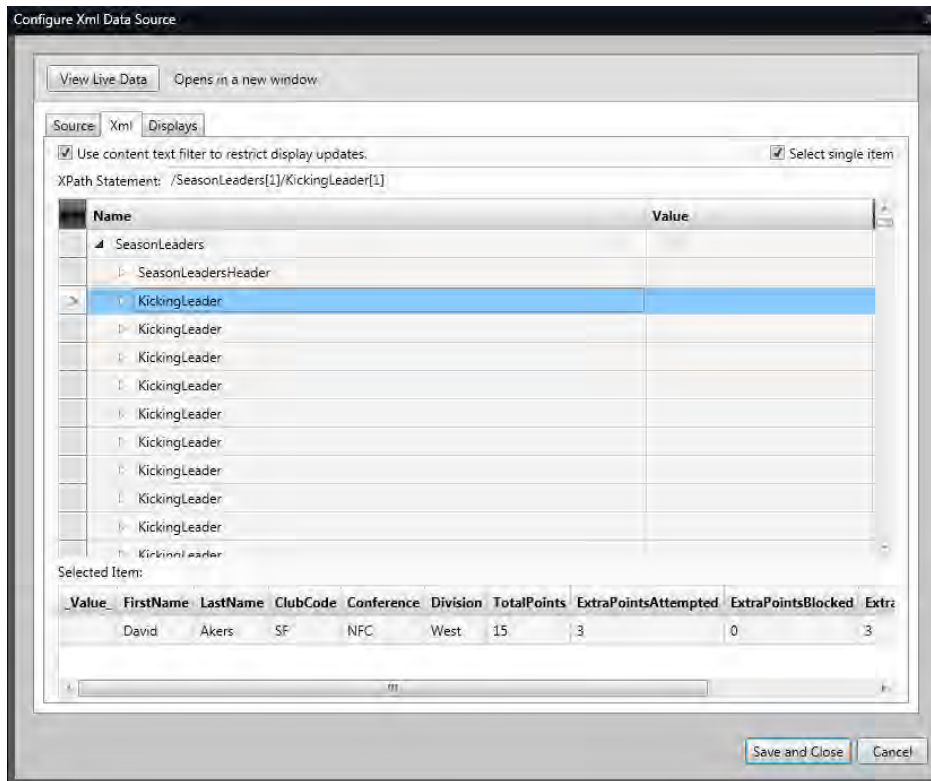 Configure Xml Data Source
View Live Data Opens in a new window
Source Xml Displays
Use content text filter to restrict display updates. Select single item
XPath Statement: /SeasonLeaders[1]/KickingLeader[1]
Name Value
SeasonLeaders
SeasonLeadersHeader
KickingLeader
KickingLeader
KickingLeader
KickingLeader
KickingLeader
KickingLeader
KickingLeader
KickingLeader
KickingLeader
KickingLeader
Selected Item:
_Value_ FirstName LastName ClubCode Conference Division TotalPoints ExtraPointsAttempted ExtraPointsBlocked Extra
David Akers SF NFC West 15 3 0 3
Save and Close Cancel